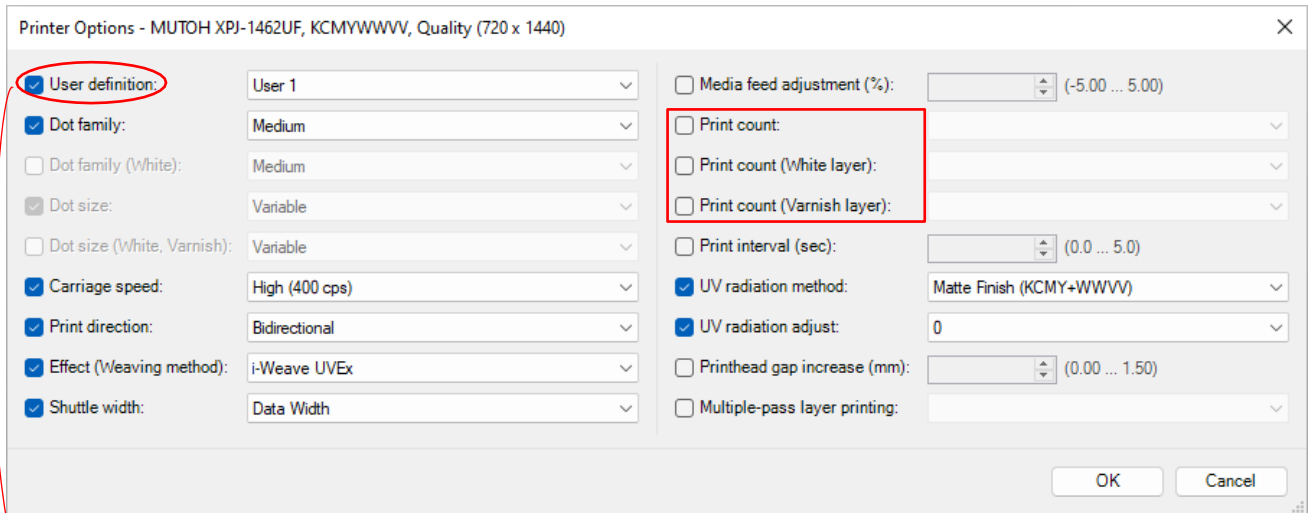 Printer Options - MUTOH XPJ-1462UF, KCMYWWVV, Quality (720 x 1440)
User definition: User 1
Dot family: Medium
Dot family (White): Medium
Dot size: Variable
Dot size (White, Varnish): Variable
Carriage speed: High (400 cps)
Print direction: Bidirectional
Effect (Weaving method): i-Weave UVEx
Shuttle width: Data Width
Media feed adjustment (%): (-5.00 ... 5.00)
Print count:
Print count (White layer):
Print count (Varnish layer):
Print interval (sec): (0.0 ... 5.0)
UV radiation method: Matte Finish (KCMY+WWVV)
UV radiation adjust: 0
Printhead gap increase (mm): (0.00 ... 1.50)
Multiple-pass layer printing:
OK Cancel